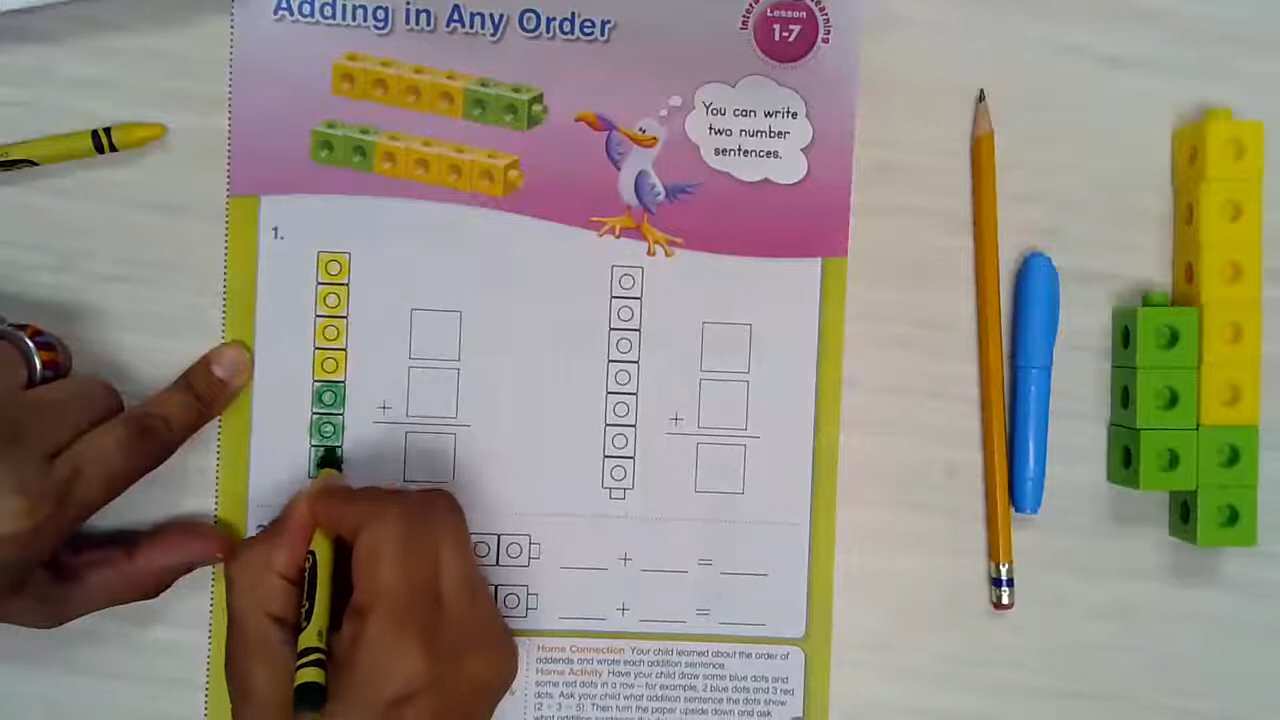 Adding in Any Order
Lesson
1-7
You can write
two number
sentences.
1.
+
+
+ =
+ =
Home Connection Your child learned about the order of
addends and wrote each addition sentence.
Home Activity Have your child draw some blue dots and
some red dots in a row—for example, 2 blue dots and 3 red
dots. Ask your child what addition sentence the dots show
(2 + 3 = 5). Then turn the paper upside down and ask